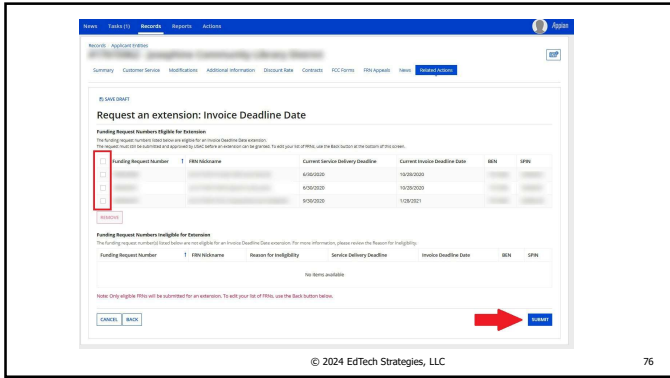 News Tasks (1) Records Reports Actions Appian
Records Applicant Entities
Summary Customer Service Modifications Additional Information Discount Rate Contracts FCC Forms FRN Appeals News Related Actions
SAVE DRAFT
Request an extension: Invoice Deadline Date
Funding Request Numbers Eligible for Extension
The funding request numbers listed below are eligible for an Invoice Deadline Date extension.
The request must still be submitted and approved by USAC before an extension can be granted. To edit your list of FRNs, use the Back button at the bottom of this screen.
Funding Request Number ↑ FRN Nickname Current Service Delivery Deadline Current Invoice Deadline Date BEN SPIN
6/30/2020 10/28/2020
6/30/2020 10/28/2020
9/30/2020 1/28/2021
REMOVE
Funding Request Numbers Ineligible for Extension
The funding request number(s) listed below are not eligible for an Invoice Deadline Date extension. For more information, please review the Reason for Ineligibility.
Funding Request Number ↑ FRN Nickname Reason for Ineligibility Service Delivery Deadline Invoice Deadline Date BEN SPIN
No items available
Note: Only eligible FRNs will be submitted for an extension. To edit your list of FRNs, use the Back button below.
CANCEL BACK SUBMIT
© 2024 EdTech Strategies, LLC 76